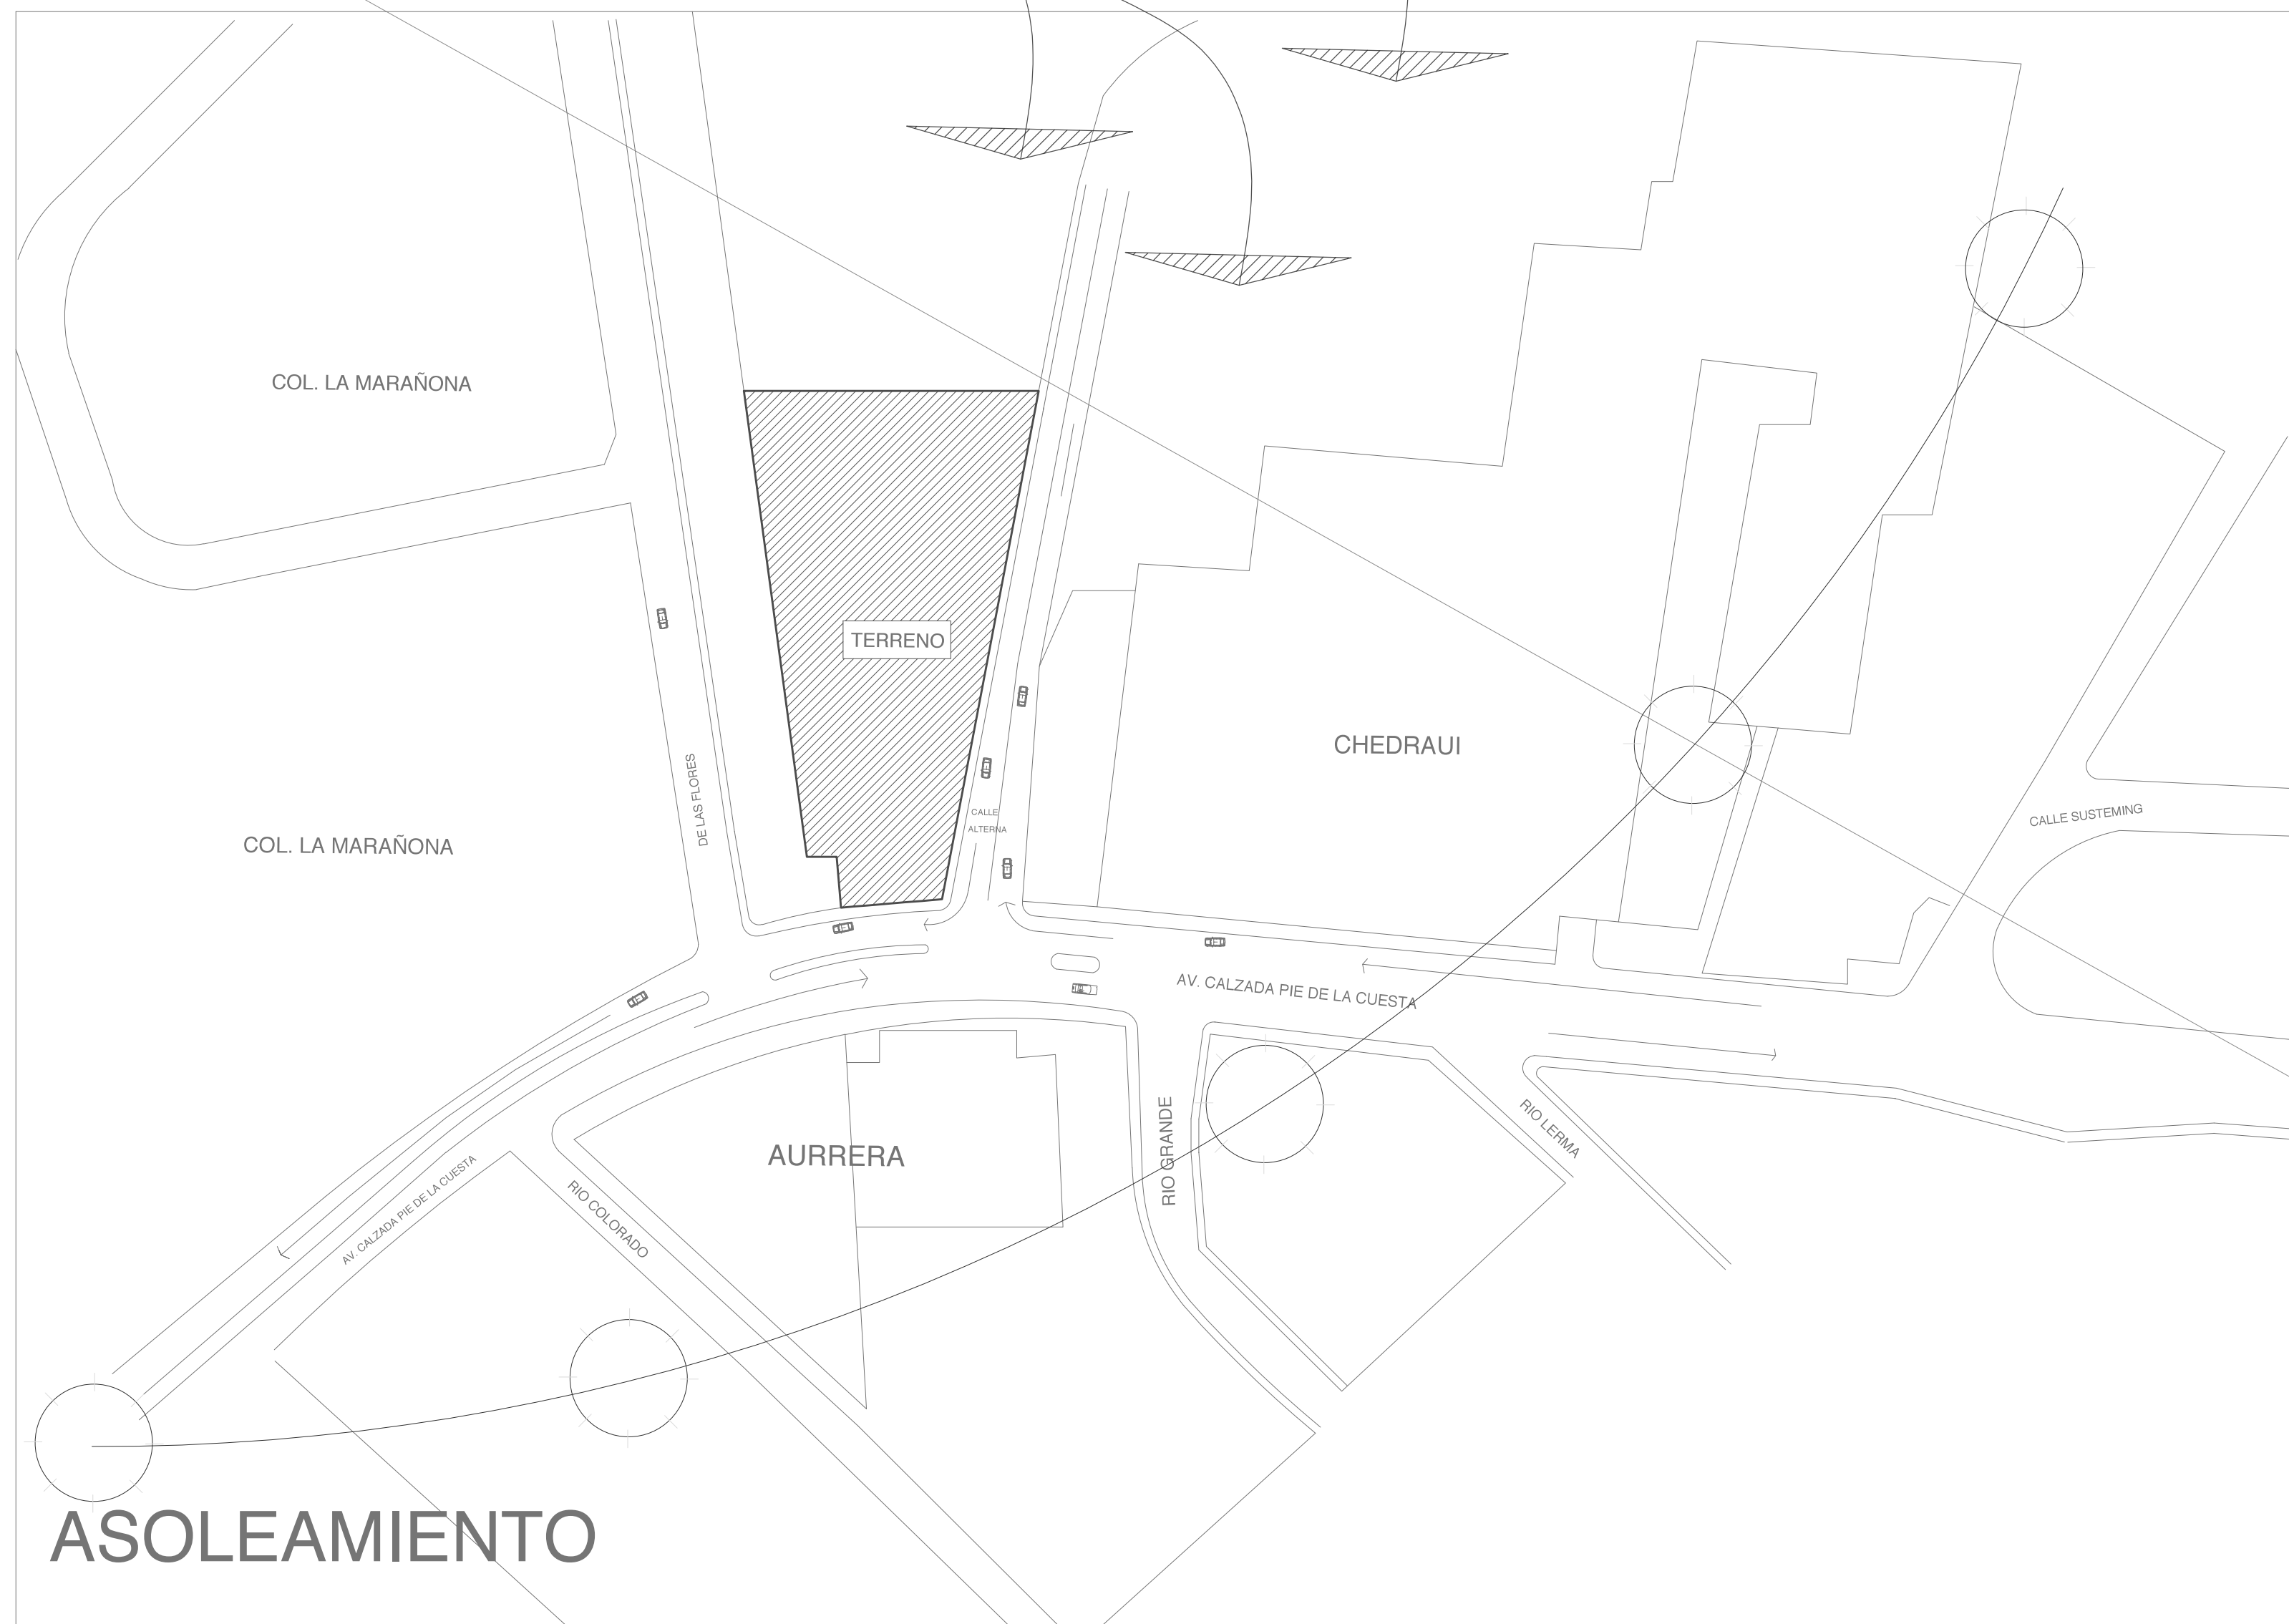 COL. LA MARAÑONA
TERRENO
CHEDRAUI
DE LAS FLORES
CALLE
ALTERNA
CALLE SUSTEMING
COL. LA MARAÑONA
AV. CALZADA PIE DE LA CUESTA
AURRERA
RIO GRANDE
RIO LERMA
AV. CALZADA PIE DE LA CUESTA
RIO COLORADO
ASOLEAMIENTO